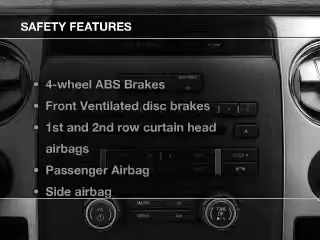 SAFETY FEATURES
• 4-wheel ABS Brakes
• Front Ventilated disc brakes
• 1st and 2nd row curtain head
airbags
• Passenger Airbag
• Side airbag